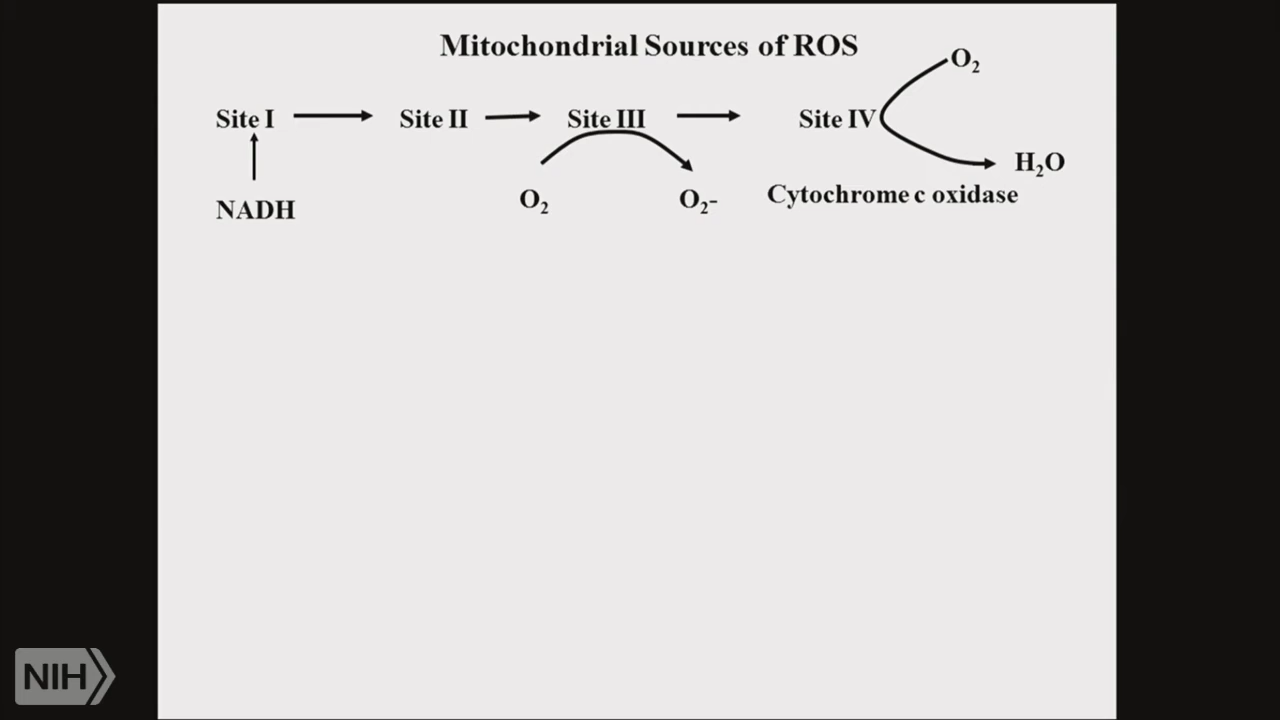 Mitochondrial Sources of ROS
O₂
Site I
Site II
Site III
Site IV
H₂O
NADH
O₂
O₂-
Cytochrome c oxidase
NIH